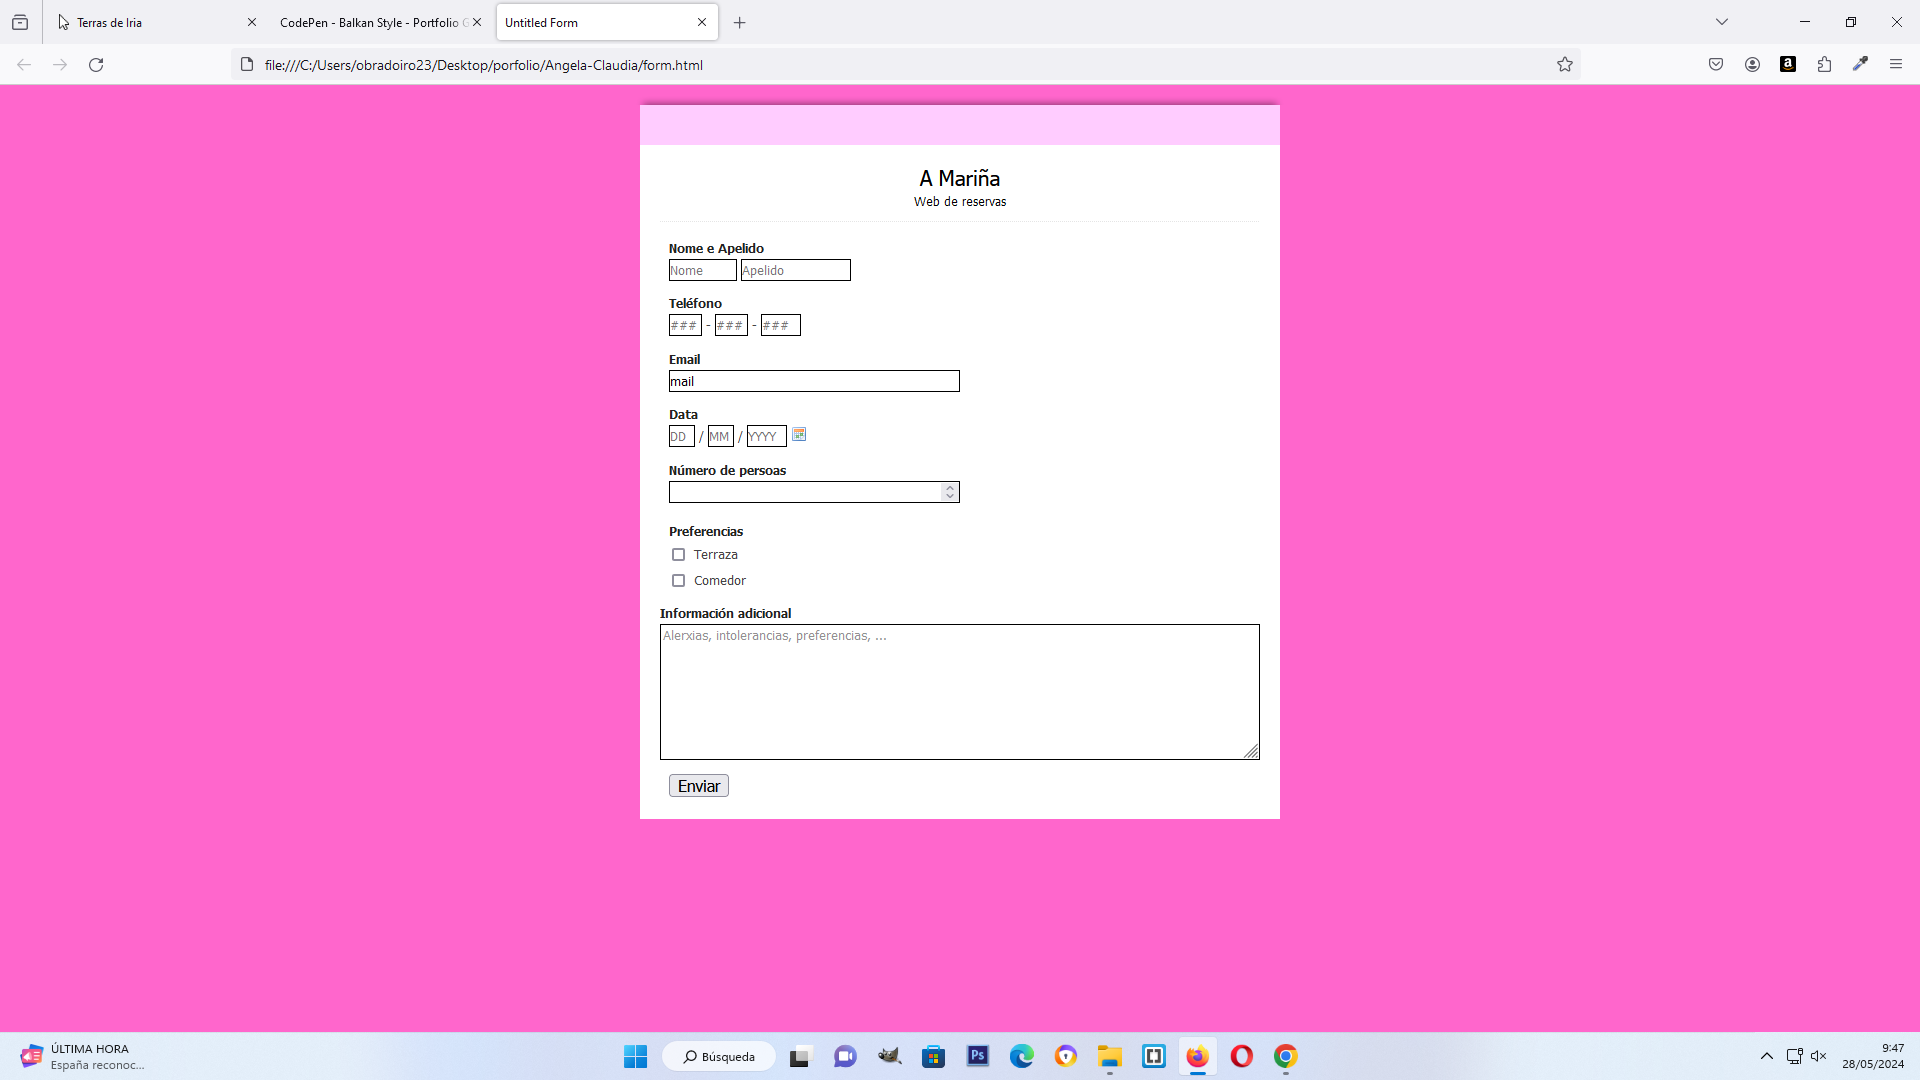 Terras de Iria
CodePen - Balkan Style - Portfolio G
Untitled Form
file:///C:/Users/obradoiro23/Desktop/porfolio/Angela-Claudia/form.html
A Mariña
Web de reservas
Nome e Apelido
Nome Apelido
Teléfono
### - ### - ###
Email
mail
Data
DD / MM / YYYY
Número de persoas
Preferencias
Terraza
Comedor
Información adicional
Alerxias, intolerancias, preferencias, ...
Enviar
ÚLTIMA HORA
España reconoc...
Búsqueda
Ps
9:47
28/05/2024